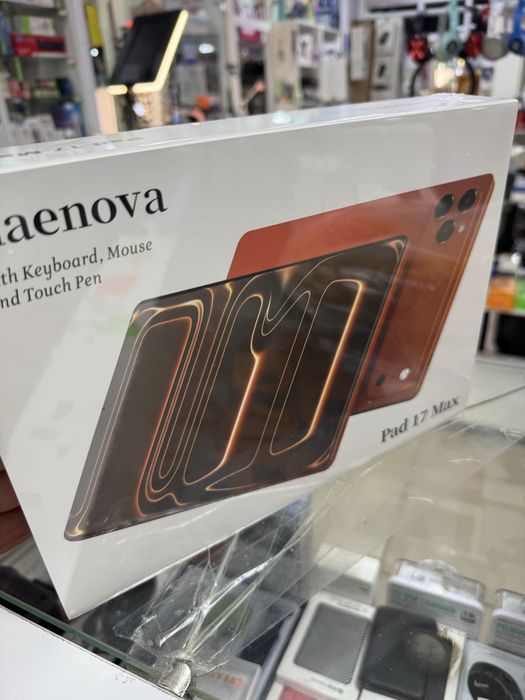 aenova
th Keyboard, Mouse
nd Touch Pen
Pad 17 Max